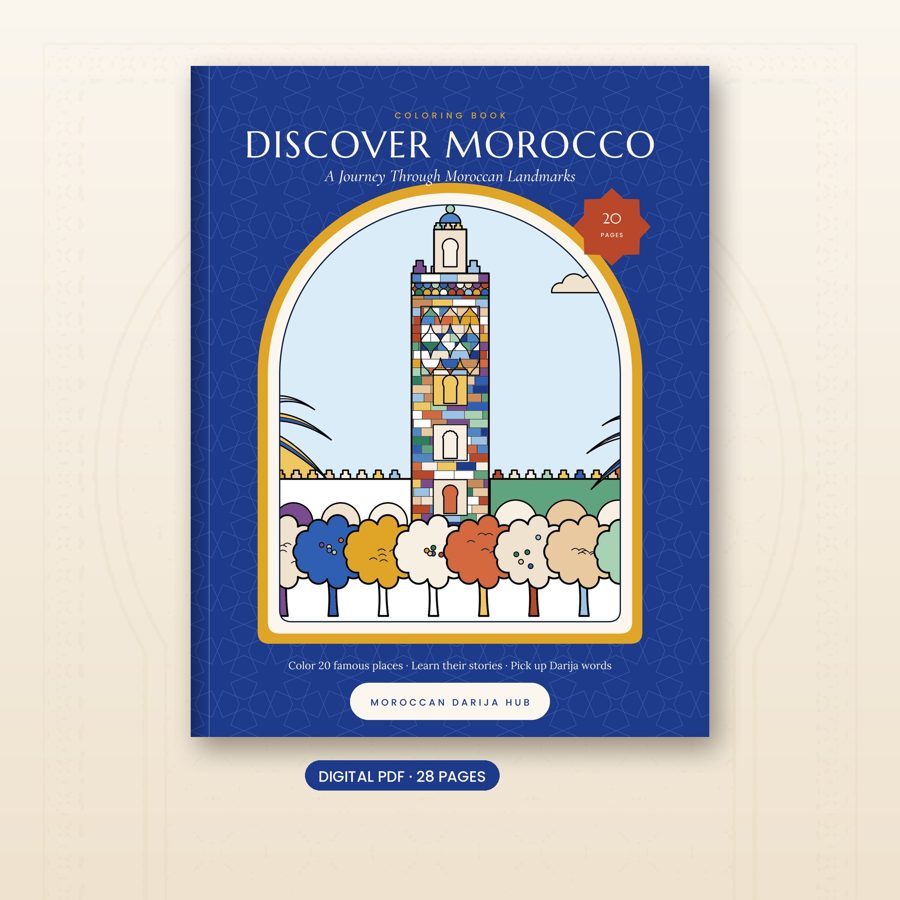 COLORING BOOK
DISCOVER MOROCCO
A Journey Through Moroccan Landmarks
20
PAGES
Color 20 famous places · Learn their stories · Pick up Darija words
MOROCCAN DARIJA HUB
DIGITAL PDF · 28 PAGES